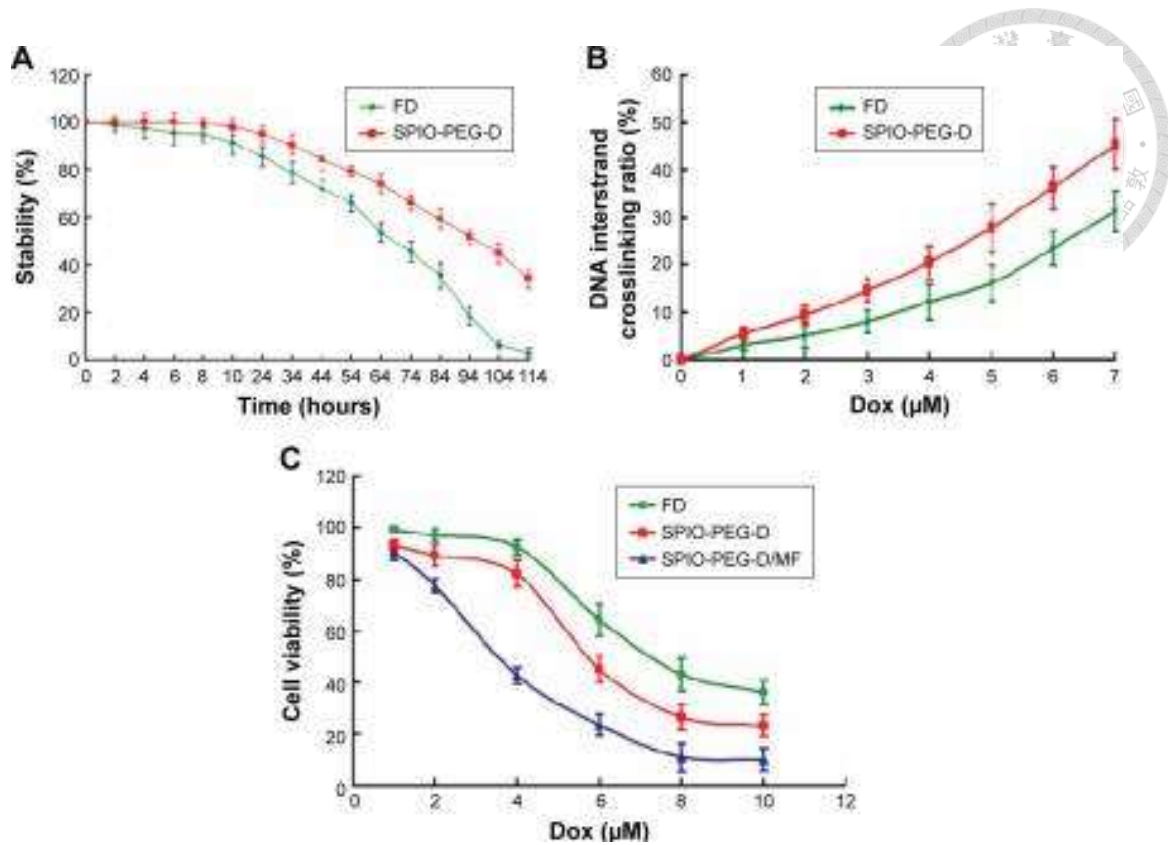 A
120
100
80
60
40
20
0
Stability (%)
FD
SPIO-PEG-D
0 2 4 6 8 10 24 34 44 54 64 74 84 94 104 114
Time (hours)
B
60
50
40
30
20
10
0
DNA interstrand
crosslinking ratio (%)
FD
SPIO-PEG-D
0 1 2 3 4 5 6 7
Dox (µM)
C
120
100
80
60
40
20
0
Cell viability (%)
FD
SPIO-PEG-D
SPIO-PEG-D/MF
0 2 4 6 8 10 12
Dox (µM)
國
敦
品